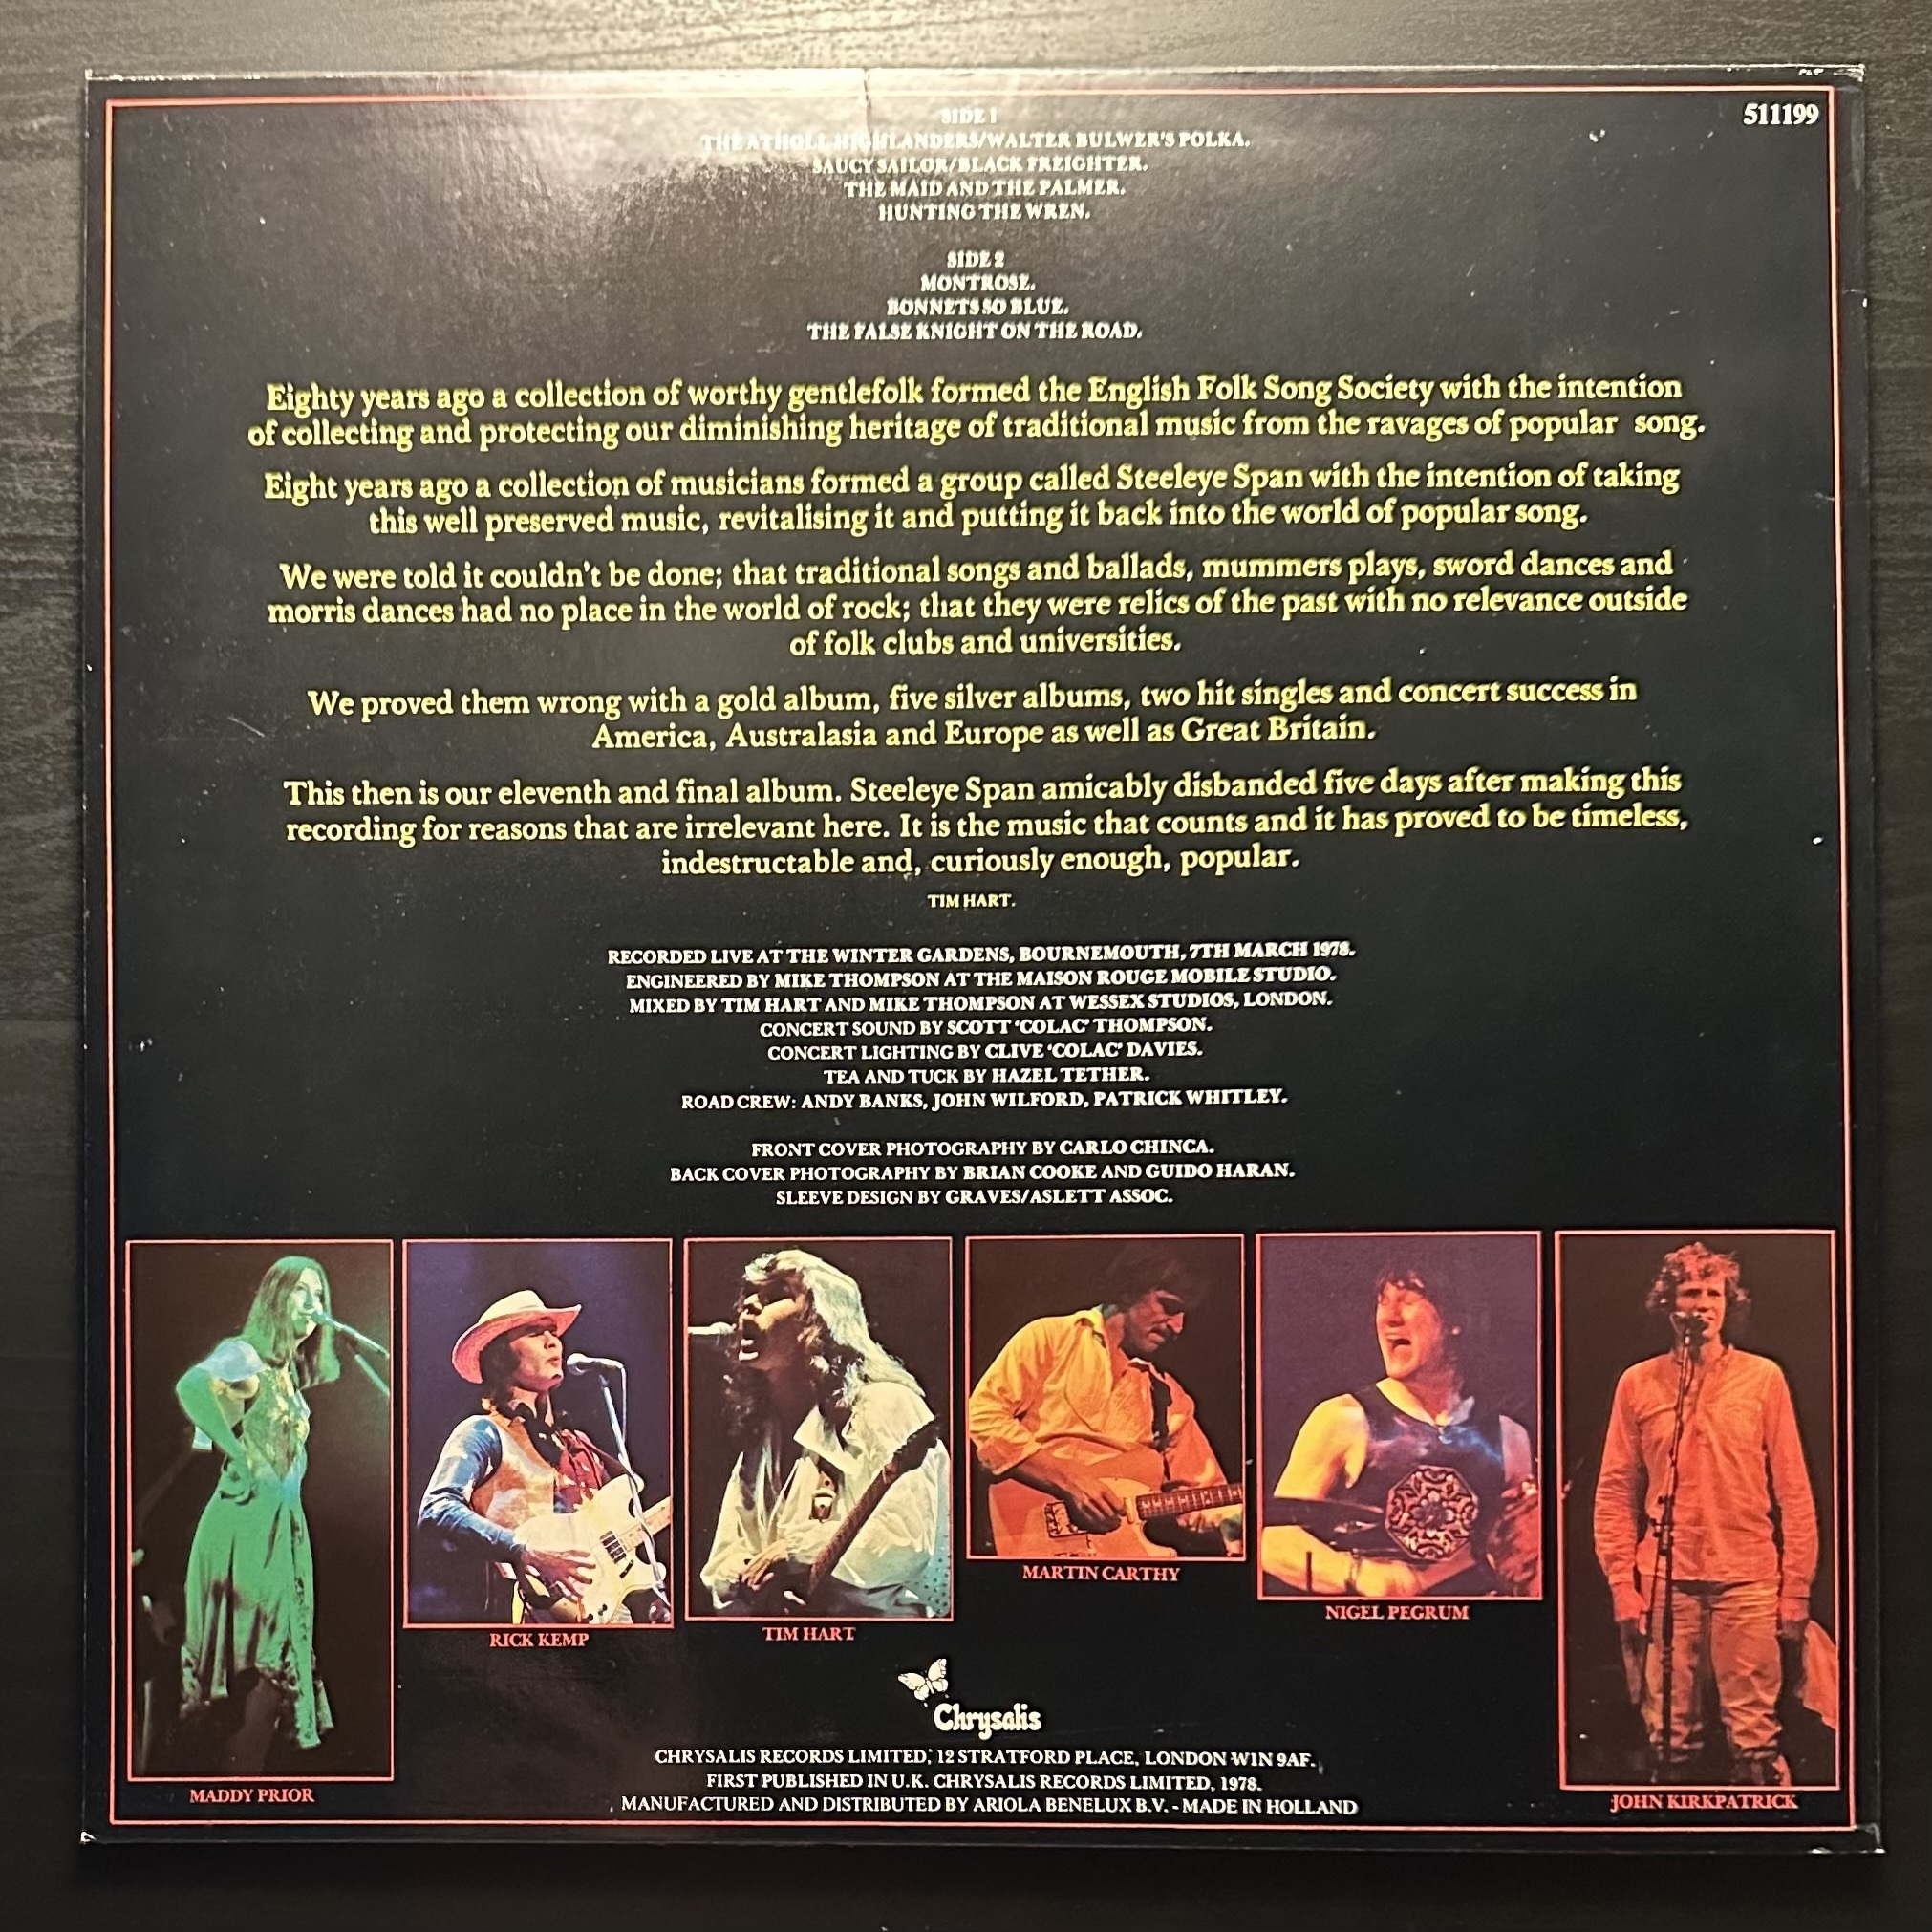 511199
SIDE 1
THE ATHOLL HIGHLANDERS/WALTER BULWER'S POLKA.
SAUCY SAILOR/BLACK FREIGHTER.
THE MAID AND THE PALMER.
HUNTING THE WREN.
SIDE 2
MONTROSE.
BONNETS SO BLUE.
THE FALSE KNIGHT ON THE ROAD.
Eighty years ago a collection of worthy gentlefolk formed the English Folk Song Society with the intention
of collecting and protecting our diminishing heritage of traditional music from the ravages of popular song.
Eight years ago a collection of musicians formed a group called Steeleye Span with the intention of taking
this well preserved music, revitalising it and putting it back into the world of popular song.
We were told it couldn't be done; that traditional songs and ballads, mummers plays, sword dances and
morris dances had no place in the world of rock; that they were relics of the past with no relevance outside
of folk clubs and universities.
We proved them wrong with a gold album, five silver albums, two hit singles and concert success in
America, Australasia and Europe as well as Great Britain.
This then is our eleventh and final album. Steeleye Span amicably disbanded five days after making this
recording for reasons that are irrelevant here. It is the music that counts and it has proved to be timeless,
indestructable and, curiously enough, popular.
TIM HART.
RECORDED LIVE AT THE WINTER GARDENS, BOURNEMOUTH, 7TH MARCH 1978.
ENGINEERED BY MIKE THOMPSON AT THE MAISON ROUGE MOBILE STUDIO.
MIXED BY TIM HART AND MIKE THOMPSON AT WESSEX STUDIOS, LONDON.
CONCERT SOUND BY SCOTT 'COLAC' THOMPSON.
CONCERT LIGHTING BY CLIVE 'COLAC' DAVIES.
TEA AND TUCK BY HAZEL TETHER.
ROAD CREW: ANDY BANKS, JOHN WILFORD, PATRICK WHITLEY.
FRONT COVER PHOTOGRAPHY BY CARLO CHINCA.
BACK COVER PHOTOGRAPHY BY BRIAN COOKE AND GUIDO HARAN.
SLEEVE DESIGN BY GRAVES/ASLETT ASSOC.
MADDY PRIOR
RICK KEMP
TIM HART
MARTIN CARTHY
NIGEL PEGRUM
JOHN KIRKPATRICK
Chrysalis
CHRYSALIS RECORDS LIMITED, 12 STRATFORD PLACE, LONDON W1N 9AF.
FIRST PUBLISHED IN U.K. CHRYSALIS RECORDS LIMITED, 1978.
MANUFACTURED AND DISTRIBUTED BY ARIOLA BENELUX B.V. - MADE IN HOLLAND